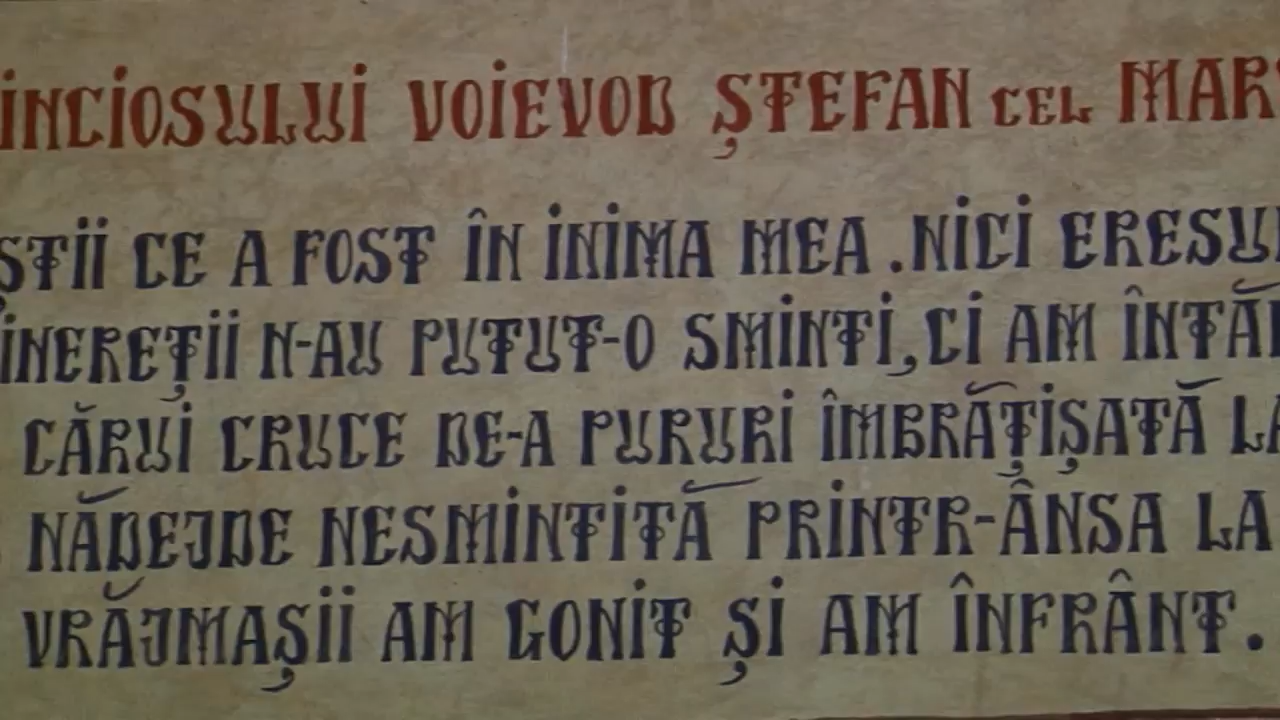 INCIOSULUI VOIEVOD ȘTEFAN CEL MAR
ȘTII CE A FOST ÎN INIMA MEA . NICI ERESU
INEREȚII N-AU PUTUT-O SMINTI, CI AM ÎNTĂ
CĂRUI CRUCE DE-A PURURI ÎMBRĂȚIȘATĂ LA
NĂDEJDE NESMINTITĂ PRINTR-ÂNSA LA
VRĂJMAȘII AM GONIT ȘI AM ÎNFRÂNT.